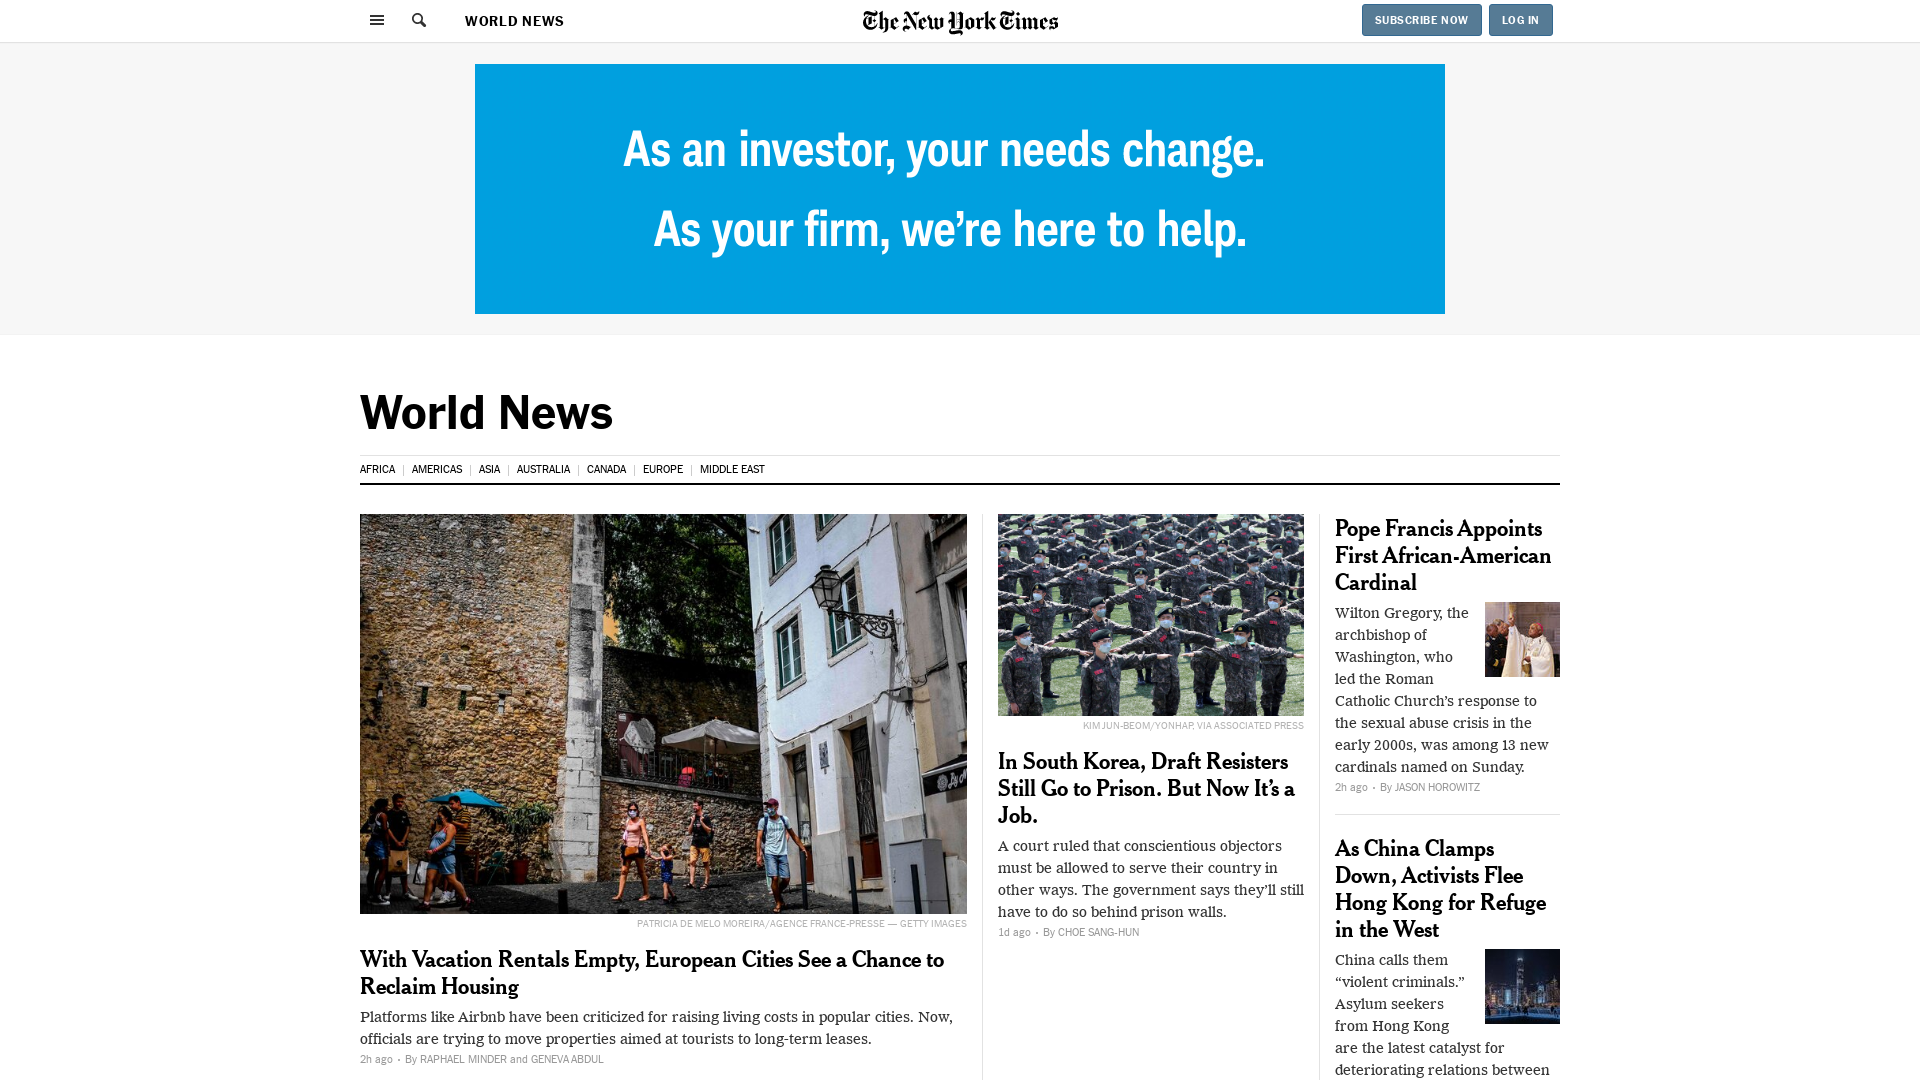 WORLD NEWS
The New York Times
SUBSCRIBE NOW
LOG IN
As an investor, your needs change.
As your firm, we're here to help.
World News
AFRICA
AMERICAS
ASIA
AUSTRALIA
CANADA
EUROPE
MIDDLE EAST
PATRICIA DE MELO MOREIRA/AGENCE FRANCE-PRESSE — GETTY IMAGES
With Vacation Rentals Empty, European Cities See a Chance to
Reclaim Housing
Platforms like Airbnb have been criticized for raising living costs in popular cities. Now,
officials are trying to move properties aimed at tourists to long-term leases.
2h ago · By RAPHAEL MINDER and GENEVA ABDUL
KIM JUN-BEOM/YONHAP, VIA ASSOCIATED PRESS
In South Korea, Draft Resisters
Still Go to Prison. But Now It's a
Job.
A court ruled that conscientious objectors
must be allowed to serve their country in
other ways. The government says they'll still
have to do so behind prison walls.
1d ago · By CHOE SANG-HUN
Pope Francis Appoints
First African-American
Cardinal
Wilton Gregory, the
archbishop of
Washington, who
led the Roman
Catholic Church's response to
the sexual abuse crisis in the
early 2000s, was among 13 new
cardinals named on Sunday.
2h ago · By JASON HOROWITZ
As China Clamps
Down, Activists Flee
Hong Kong for Refuge
in the West
China calls them
“violent criminals.”
Asylum seekers
from Hong Kong
are the latest catalyst for
deteriorating relations between